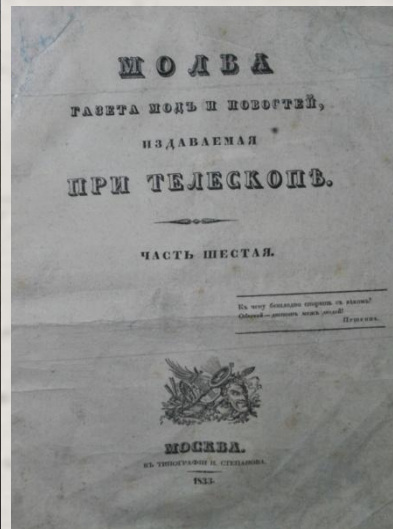 МОЛВА
ГАЗЕТА МОДЪ И НОВОСТЕЙ,
ИЗДАВАЕМАЯ
ПРИ ТЕЛЕСКОПѢ.
ЧАСТЬ ШЕСТАЯ.
Къ чему безплодно спорить съ вѣкомъ?
Обычай — деспотъ межъ людей!
Пушкинъ.
МОСКВА.
ВЪ ТИПОГРАФІИ Н. СТЕПАНОВА.
1833.